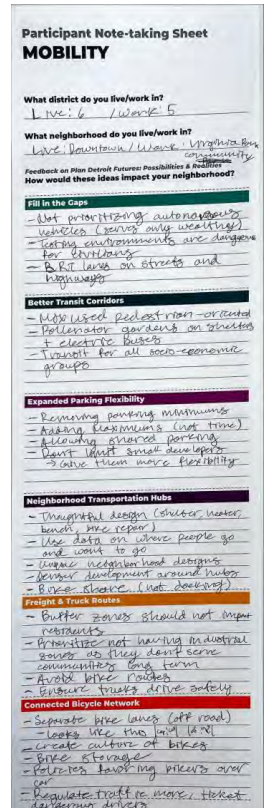 Participant Note-taking Sheet
MOBILITY
What district do you live/work in?
Live: 6 / work: 5
What neighborhood do you live/work in?
Live: Downtown / Work: Virginia Park
community
Feedback on Plan Detroit Futures: Possibilities & Realities
How would these ideas impact your neighborhood?
Fill in the Gaps
- Not prioritizing autonomous
vehicles (serves only wealthy)
- Testing environments are dangerous
for civilians
- BRT lanes on streets and
highways
Better Transit Corridors
- Mixed used pedestrian-oriented
- Pollenator gardens on shelters
+ electric buses
- Transit for all socio-economic
groups
Expanded Parking Flexibility
- Removing parking minimums
- Adding maximums (not time)
- Allowing shared parking
- Don't limit small developers
→ Give them more flexibility
Neighborhood Transportation Hubs
- Thoughtful design (shelter, heater,
bench, bike repair)
- Use data on where people go
and want to go
- Unique neighborhood designs
- Denser development around hubs
- Bike share (not docking)
Freight & Truck Routes
- Buffer zones should not impact
residents
- Prioritize not having industrial
zones as they don't serve
communities long term
- Avoid bike routes
- Ensure trucks drive safely
Connected Bicycle Network
- Separate bike lanes (off road)
- looks like this
- create culture of bikes
- Bike storage
- Policies favoring bikers over
car
- Regulate traffic more, ticket
dangerous drivers